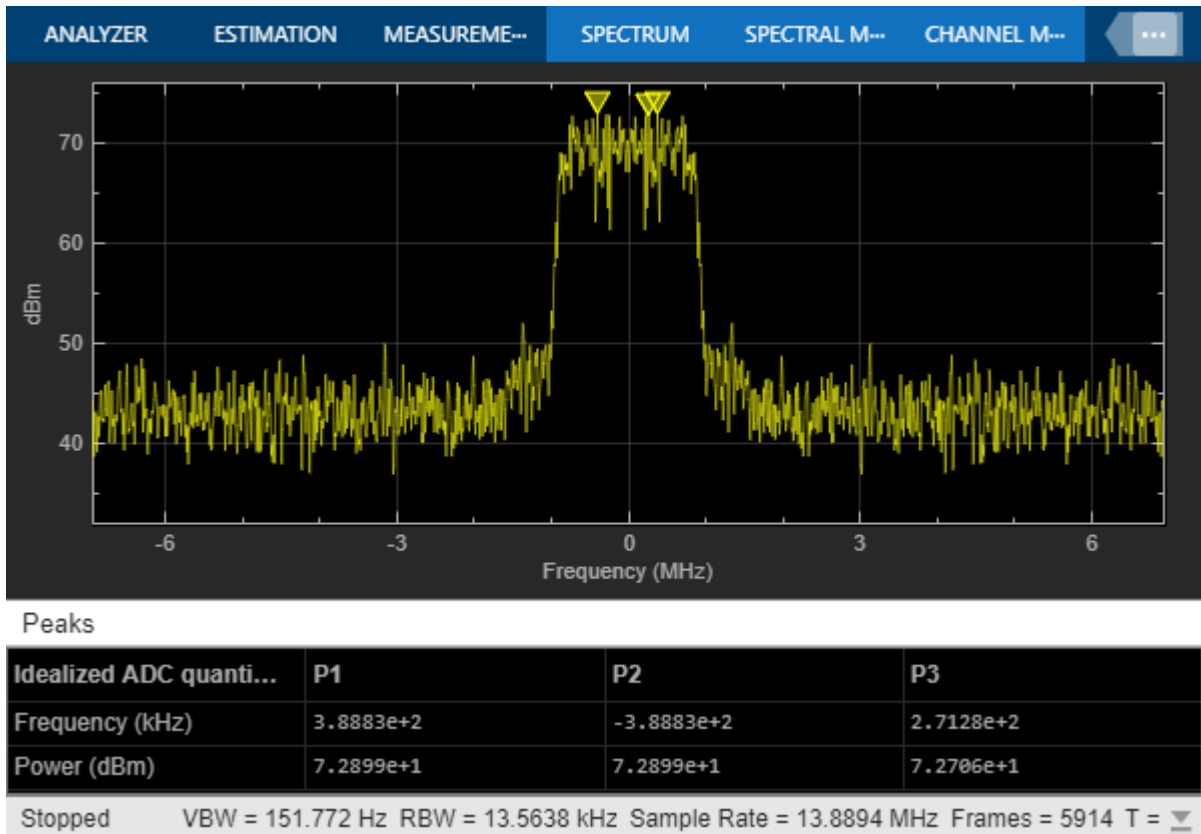 ANALYZER ESTIMATION MEASUREME... SPECTRUM SPECTRAL M... CHANNEL M... ...
70
60
dBm
50
40
-6 -3 0 3 6
Frequency (MHz)
Peaks
Idealized ADC quanti... P1 P2 P3
Frequency (kHz) 3.8883e+2 -3.8883e+2 2.7128e+2
Power (dBm) 7.2899e+1 7.2899e+1 7.2706e+1
Stopped VBW = 151.772 Hz RBW = 13.5638 kHz Sample Rate = 13.8894 MHz Frames = 5914 T =